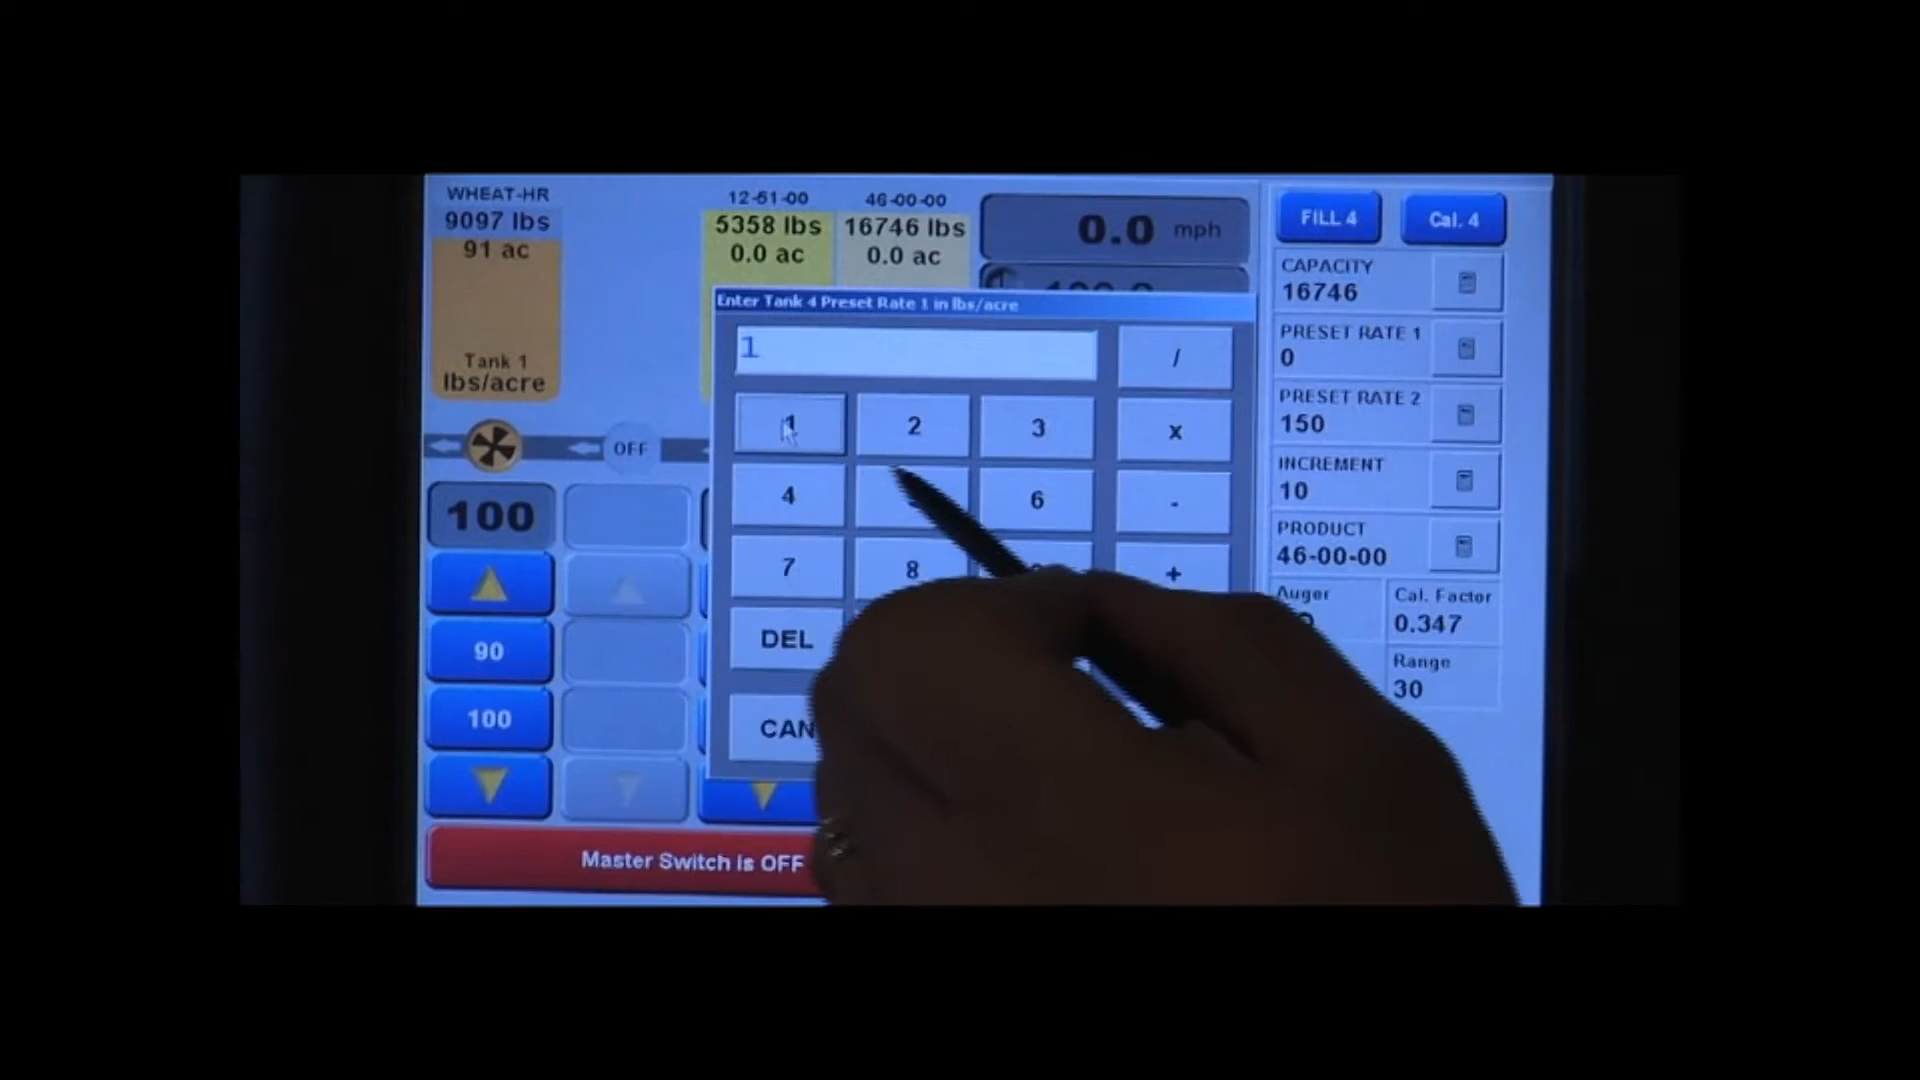 WHEAT-HR
9097 lbs
91 ac
Tank 1
lbs/acre
12-51-00
5358 lbs
0.0 ac
46-00-00
16746 lbs
0.0 ac
0.0 mph
FILL 4
Cal. 4
CAPACITY
16746
PRESET RATE 1
0
PRESET RATE 2
150
INCREMENT
10
PRODUCT
46-00-00
Auger
Cal. Factor
0.347
Range
30
Enter Tank 4 Preset Rate 1 in lbs/acre
1
/
1
2
3
x
4
6
-
7
8
+
DEL
CAN
OFF
100
90
100
Master Switch is OFF